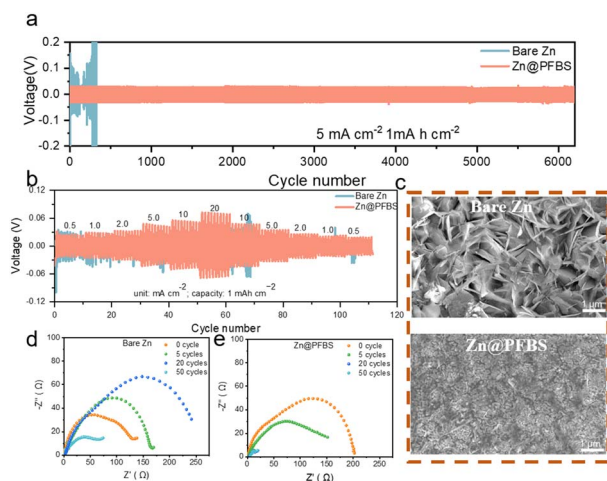 a
0.2
0.1
0.0
-0.1
-0.2
Voltage(V)
Bare Zn
Zn@PFBS
5 mA cm⁻² 1mA h cm⁻²
0 1000 2000 3000 4000 5000 6000
Cycle number
b
0.12
0.06
0.00
-0.06
-0.12
Voltage (V)
Bare Zn
Zn@PFBS
0.5 1.0 2.0 5.0 10 20 10 5.0 2.0 1.0 0.5
unit: mA cm⁻² ; capacity: 1 mAh cm⁻²
0 20 40 60 80 100 120
Cycle number
c
Bare Zn
1 μm
Zn@PFBS
1 μm
d
Bare Zn
0 cycle
5 cycles
20 cycles
50 cycles
100
80
60
40
20
0
-Z'' ( Ω )
0 50 100 150 200 250
Z' ( Ω )
e
Zn@PFBS
0 cycle
5 cycles
20 cycles
50 cycles
100
80
60
40
20
0
-Z'' ( Ω )
0 50 100 150 200 250
Z' ( Ω )